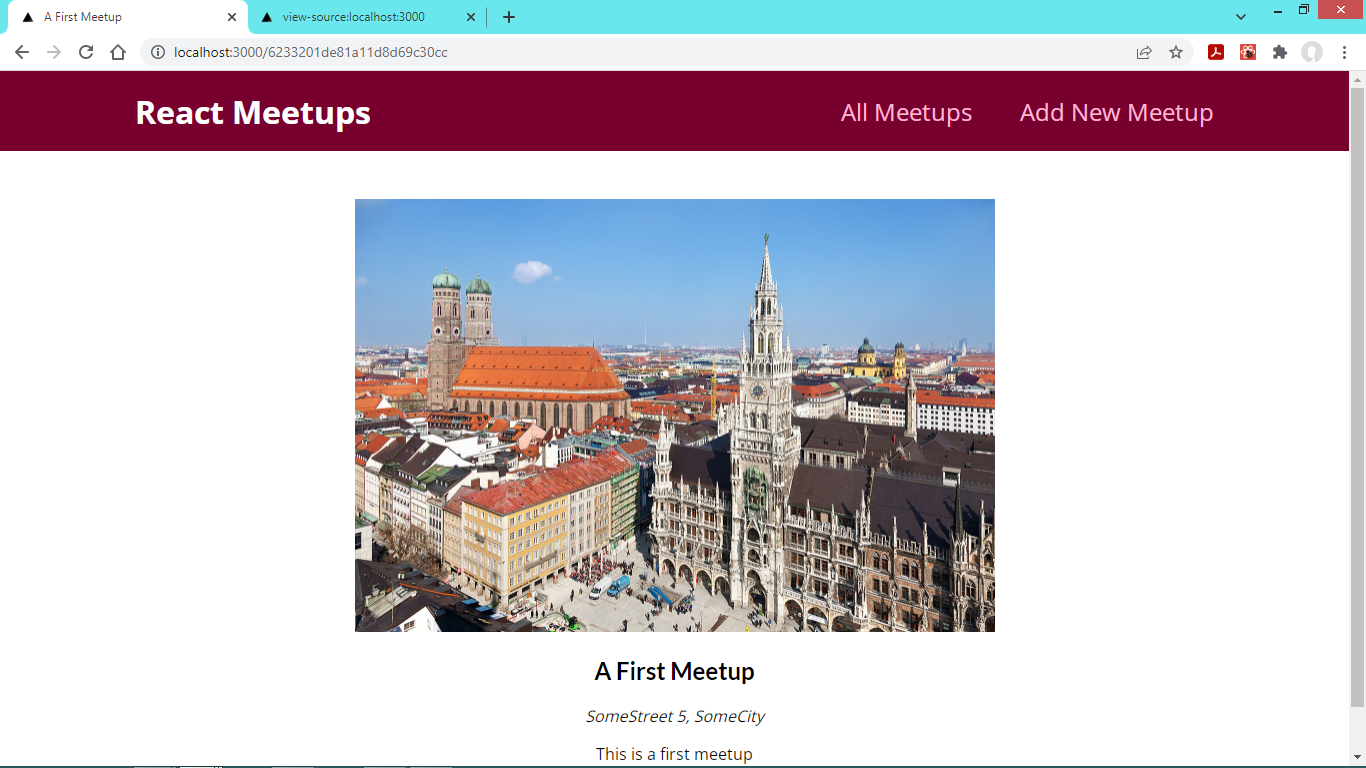 A First Meetup
view-source:localhost:3000
localhost:3000/6233201de81a11d8d69c30cc
React Meetups
All Meetups
Add New Meetup
A First Meetup
SomeStreet 5, SomeCity
This is a first meetup